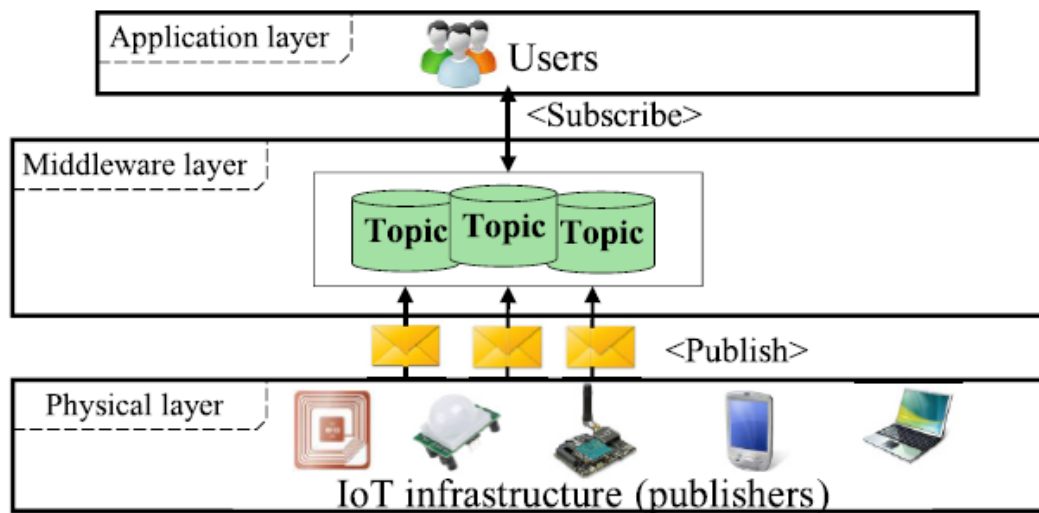 Application layer
Users
<Subscribe>
Middleware layer
Topic
Topic
Topic
<Publish>
Physical layer
IoT infrastructure (publishers)